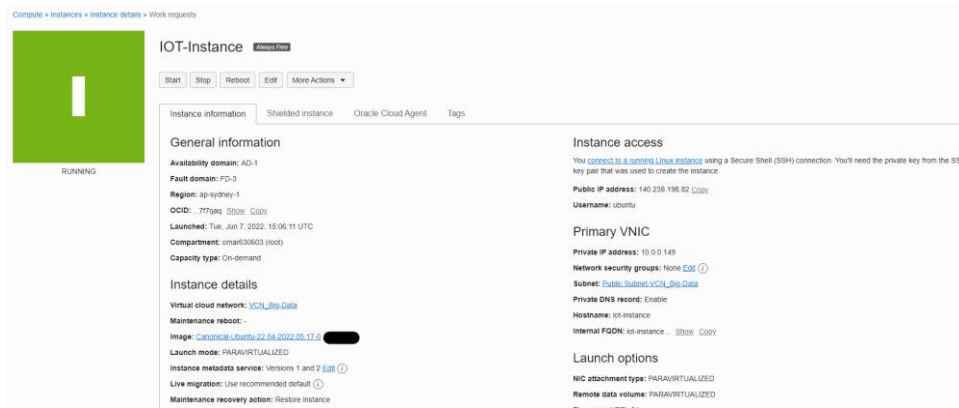 Compute » Instances » Instance details » Work requests
IOT-Instance Always Free
Start Stop Reboot Edit More Actions
Instance information Shielded instance Oracle Cloud Agent Tags
RUNNING
General information
Availability domain: AD-1
Fault domain: FD-3
Region: ap-sydney-1
OCID: ...7f7qaq Show Copy
Launched: Tue, Jun 7, 2022, 15:06:11 UTC
Compartment: omar630603 (root)
Capacity type: On-demand
Instance details
Virtual cloud network: VCN_Big-Data
Maintenance reboot: -
Image: Canonical-Ubuntu-22.04-2022.05.17-0
Launch mode: PARAVIRTUALIZED
Instance metadata service: Versions 1 and 2 Edit
Live migration: Use recommended default
Maintenance recovery action: Restore instance
Instance access
You connect to a running Linux instance using a Secure Shell (SSH) connection. You'll need the private key from the SS
key pair that was used to create the instance.
Public IP address: 140.238.198.82 Copy
Username: ubuntu
Primary VNIC
Private IP address: 10.0.0.149
Network security groups: None Edit
Subnet: Public Subnet-VCN_Big-Data
Private DNS record: Enable
Hostname: iot-instance
Internal FQDN: iot-instance... Show Copy
Launch options
NIC attachment type: PARAVIRTUALIZED
Remote data volume: PARAVIRTUALIZED